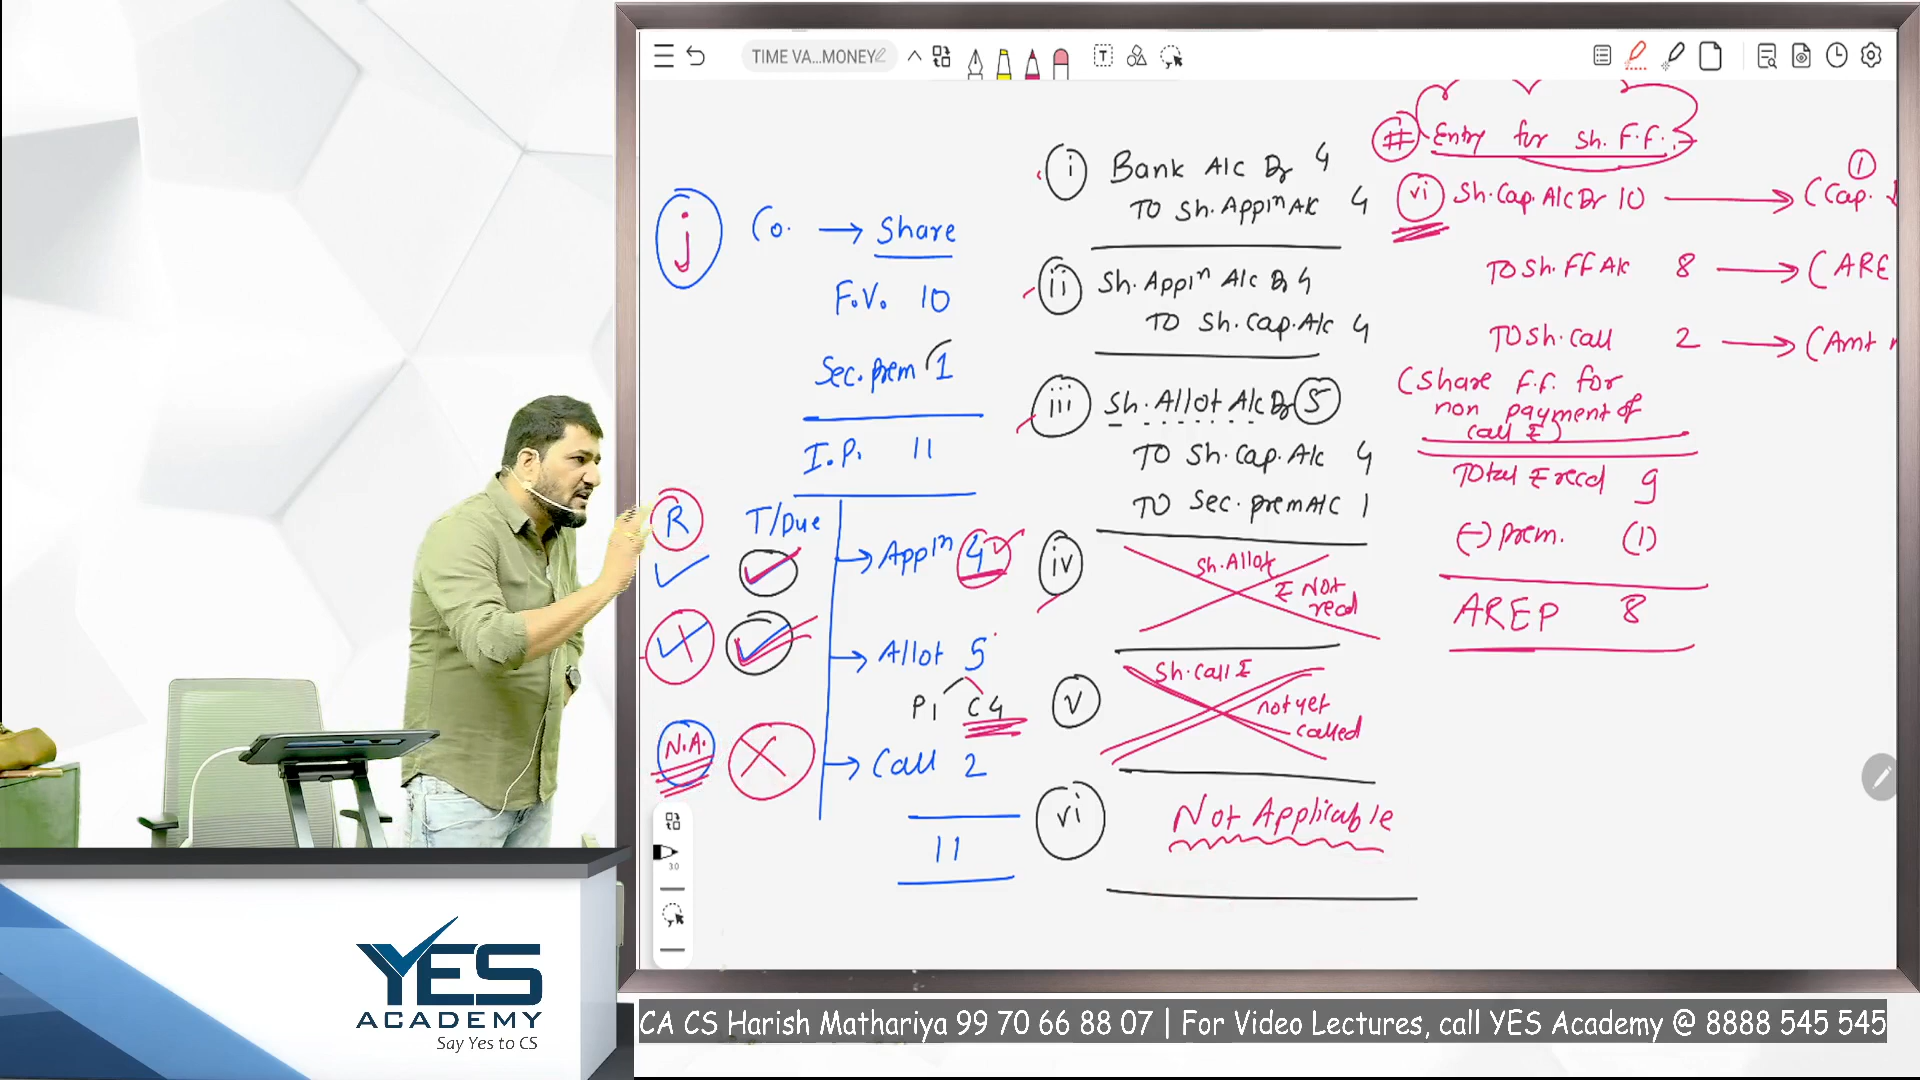 TIME VA...MONEY
j
Co. → Share
F.V. 10
Sec. prem 1
I.P. 11
R T/Due
Appln 4
Allot 5
P1 C4
N.A.
Call 2
11
i Bank A/c Dr 4
To Sh. Appln A/c 4
ii Sh. Appln A/c Dr 4
To Sh. Cap. A/c 4
iii Sh. Allot A/c Dr 5
To Sh. Cap. A/c 4
To Sec. prem A/c 1
iv Sh. Allot
₹ Not
recd
v Sh. call ₹
not yet
called
vi Not Applicable
# Entry for Sh. F.F.
1
vi Sh. Cap. A/c Dr 10 → (Cap.
To Sh. FF A/c 8 → (ARE
To Sh. call 2 → (Amt
(Share F.F. for
non payment of
call ₹)
Total ₹ recd 9
(-) prem. (1)
AREP 8
30
YES
ACADEMY
Say Yes to CS
CA CS Harish Mathariya 99 70 66 88 07 | For Video Lectures, call YES Academy @ 8888 545 545